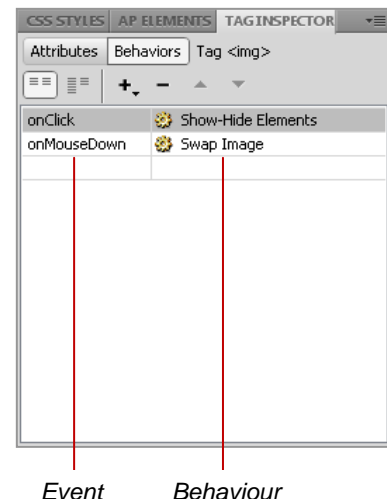 CSS STYLES AP ELEMENTS TAG INSPECTOR
Attributes Behaviors Tag <img>
onClick Show-Hide Elements
onMouseDown Swap Image
Event Behaviour